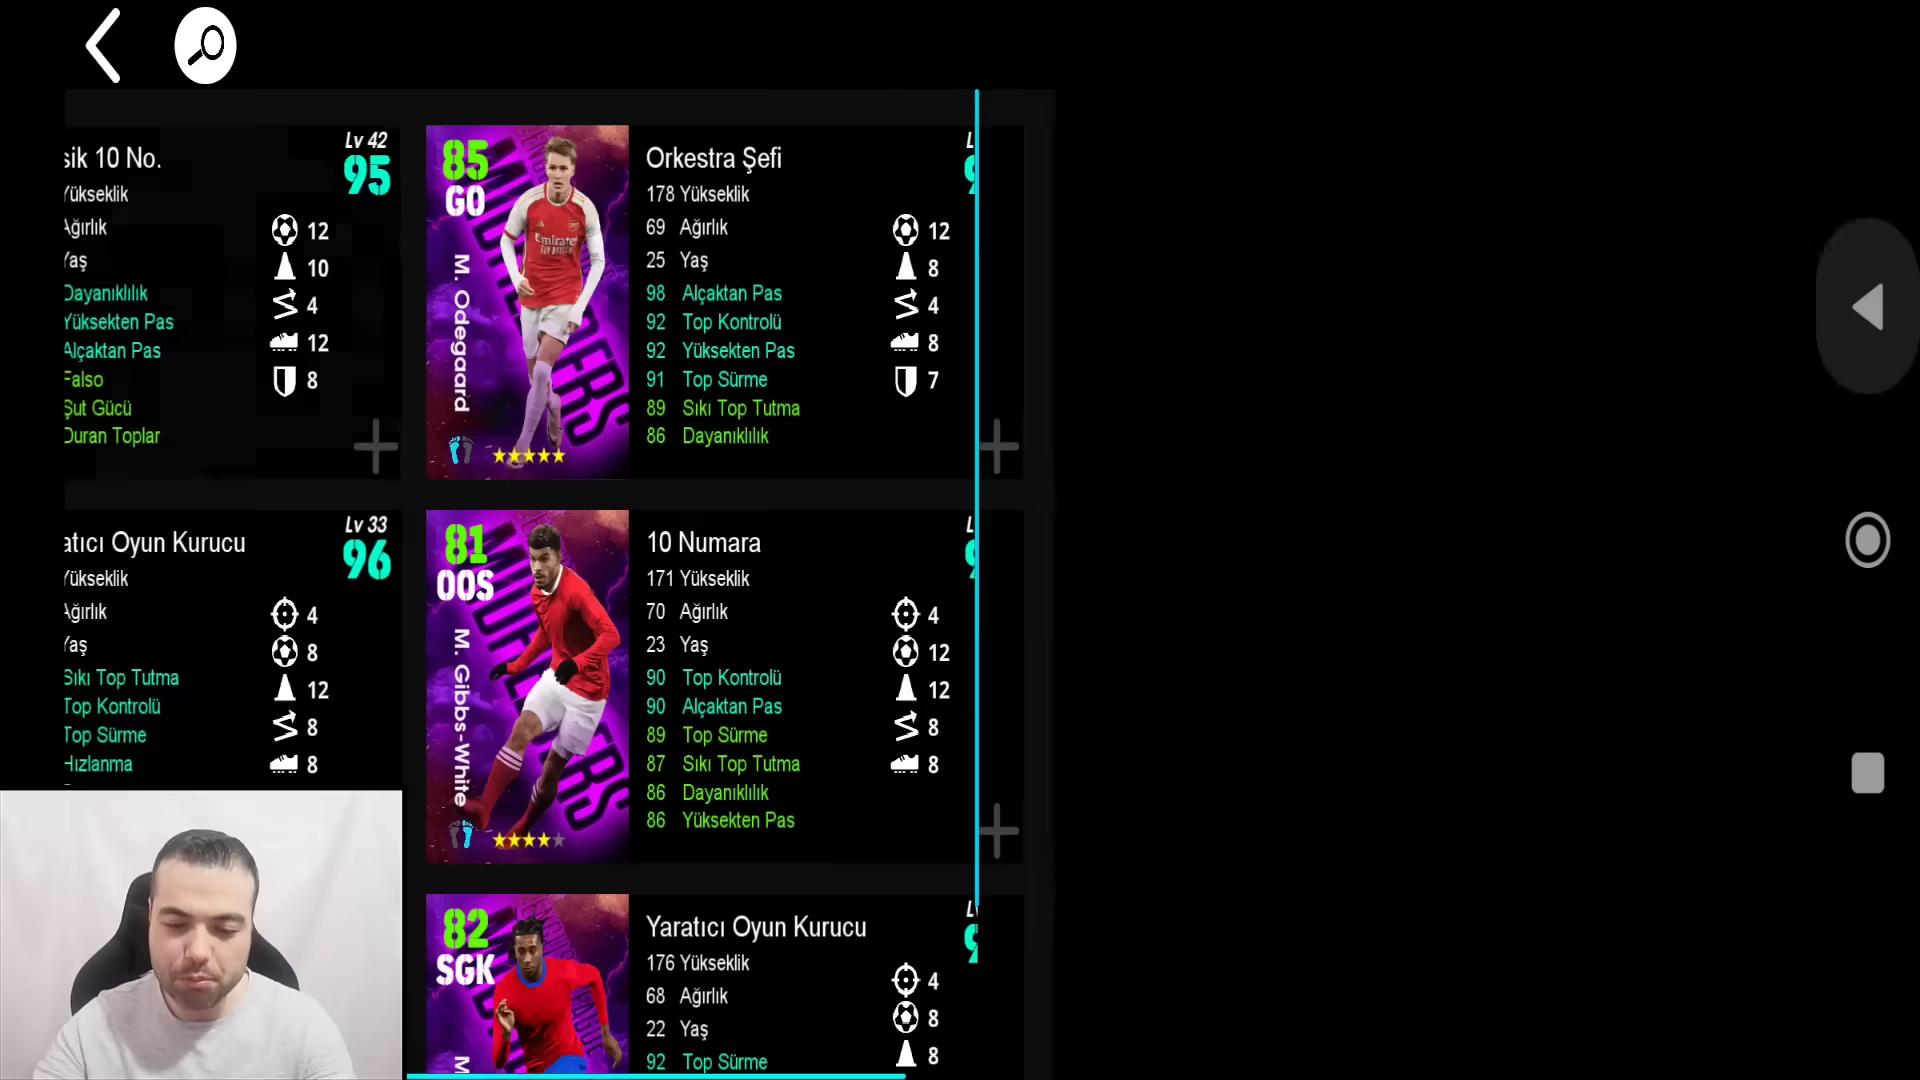 sik 10 No.
Lv 42
95
Yükseklik
Ağırlık
12
Yaş
10
Dayanıklılık
4
Yüksekten Pas
12
Alçaktan Pas
8
Falso
Şut Gücü
Duran Toplar
85
GO
M. Odegaard
Emirates
Orkestra Şefi
178 Yükseklik
69 Ağırlık
12
25 Yaş
8
98 Alçaktan Pas
4
92 Top Kontrolü
92 Yüksekten Pas
8
91 Top Sürme
7
89 Sıkı Top Tutma
86 Dayanıklılık
atıcı Oyun Kurucu
Lv 33
96
Yükseklik
Ağırlık
4
Yaş
8
Sıkı Top Tutma
12
Top Kontrolü
8
Top Sürme
8
Hızlanma
81
OOS
M. Gibbs-White
10 Numara
171 Yükseklik
70 Ağırlık
4
23 Yaş
12
90 Top Kontrolü
12
90 Alçaktan Pas
8
89 Top Sürme
8
87 Sıkı Top Tutma
86 Dayanıklılık
86 Yüksekten Pas
82
SGK
M
Yaratıcı Oyun Kurucu
176 Yükseklik
68 Ağırlık
4
22 Yaş
8
92 Top Sürme
8